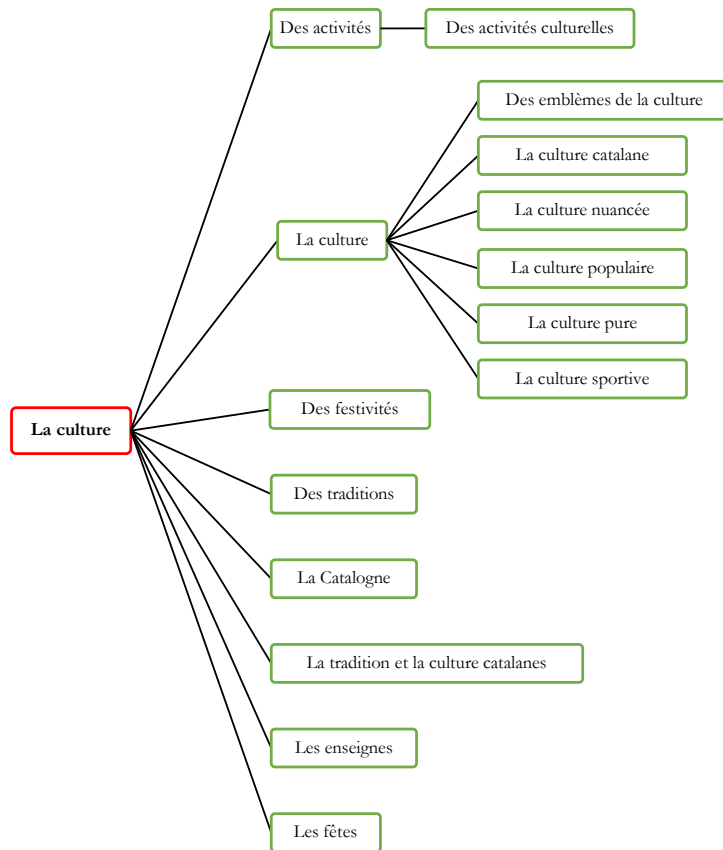 Des activités
Des activités culturelles
Des emblèmes de la culture
La culture catalane
La culture nuancée
La culture
La culture populaire
La culture pure
La culture sportive
La culture
Des festivités
Des traditions
La Catalogne
La tradition et la culture catalanes
Les enseignes
Les fêtes